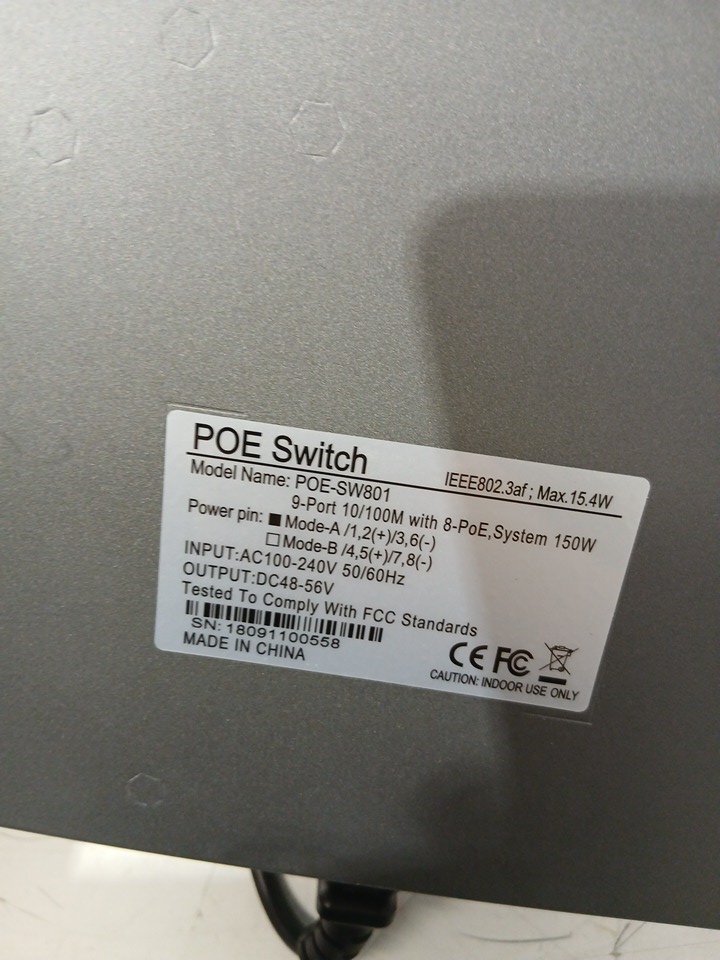 POE Switch
IEEE802.3af ; Max.15.4W
Model Name: POE-SW801
9-Port 10/100M with 8-PoE,System 150W
Power pin: ■ Mode-A /1,2(+)/3,6(-)
□ Mode-B /4,5(+)/7,8(-)
INPUT:AC100-240V 50/60Hz
OUTPUT:DC48-56V
Tested To Comply With FCC Standards
SN: 18091100558
MADE IN CHINA
CE FC
CAUTION: INDOOR USE ONLY